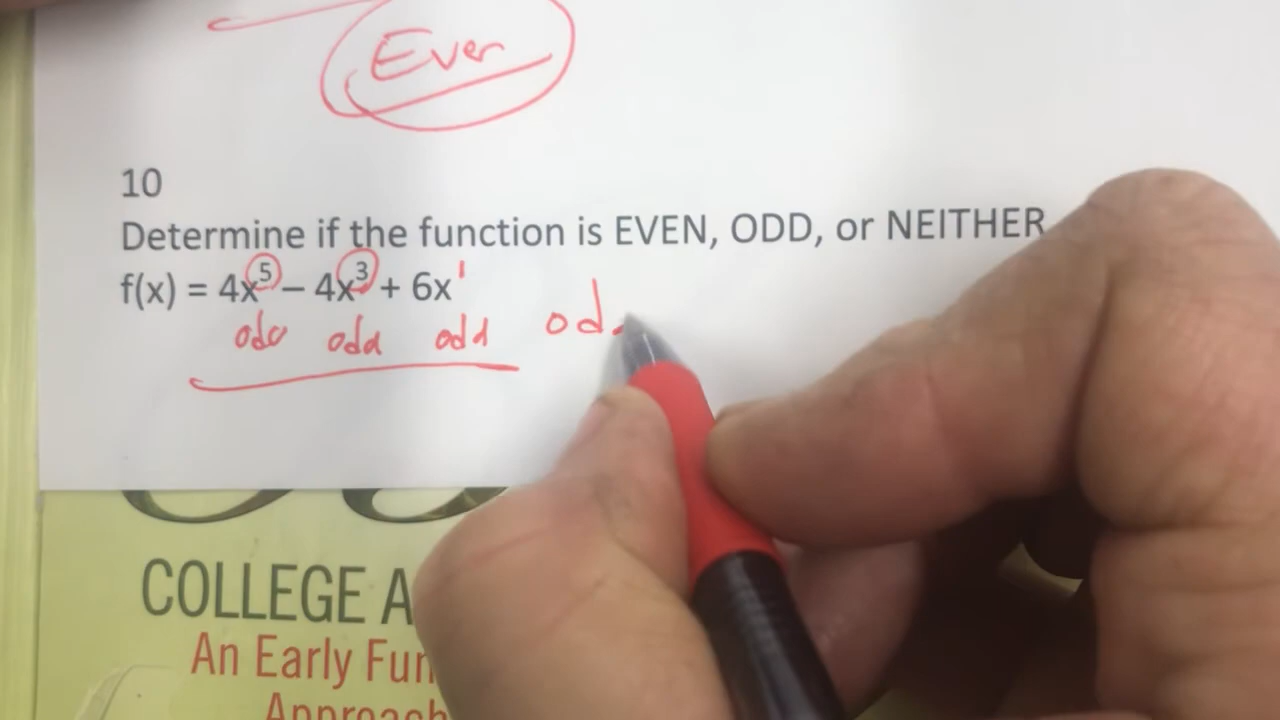 Even
10
Determine if the function is EVEN, ODD, or NEITHER
f(x) = 4x⁵ – 4x³ + 6x¹
odd odd odd od
COLLEGE A
An Early Fun
Approach